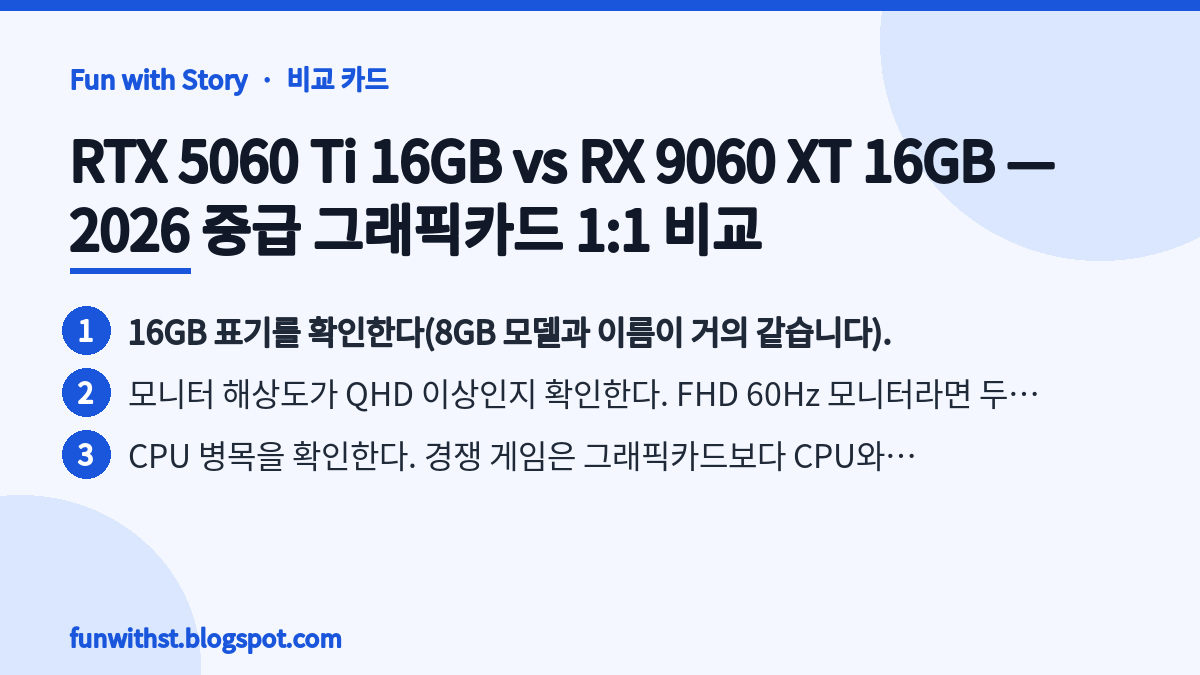 Fun with Story · 비교 카드
RTX 5060 Ti 16GB vs RX 9060 XT 16GB —
2026 중급 그래픽카드 1:1 비교
1 16GB 표기를 확인한다(8GB 모델과 이름이 거의 같습니다).
2 모니터 해상도가 QHD 이상인지 확인한다. FHD 60Hz 모니터라면 두…
3 CPU 병목을 확인한다. 경쟁 게임은 그래픽카드보다 CPU와…
funwithst.blogspot.com